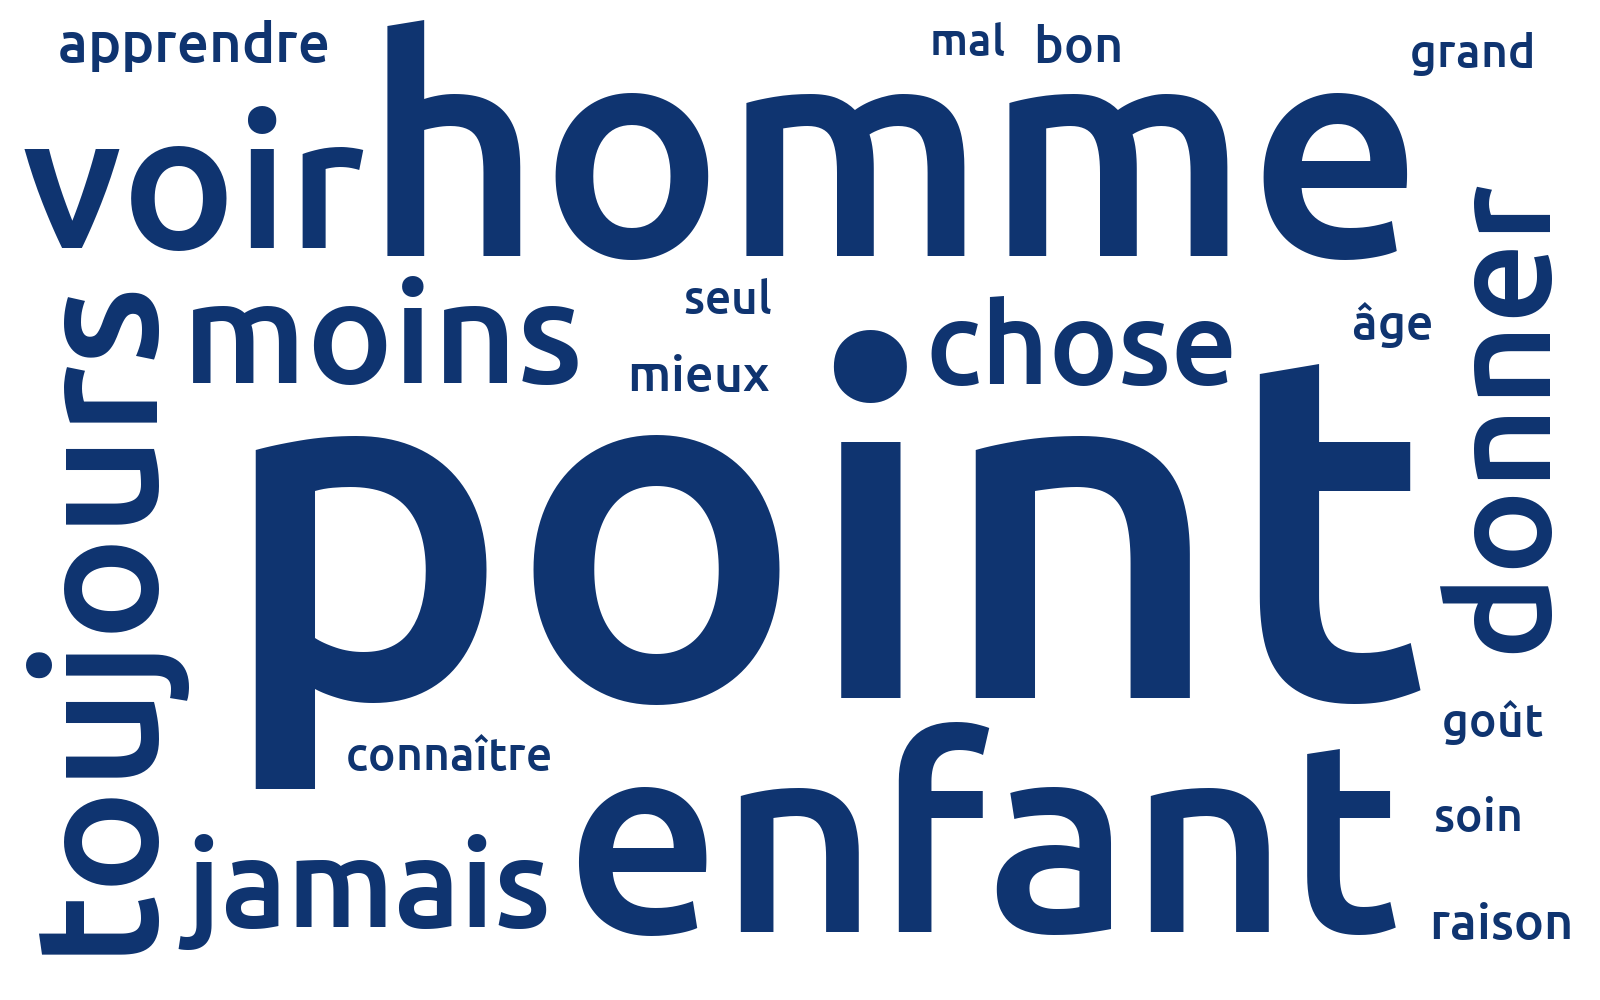 apprendre
mal
bon
grand
voir
homme
donner
moins
seul
mieux
chose
âge
toujours
point
connaître
goût
enfant
soin
jamais
raison